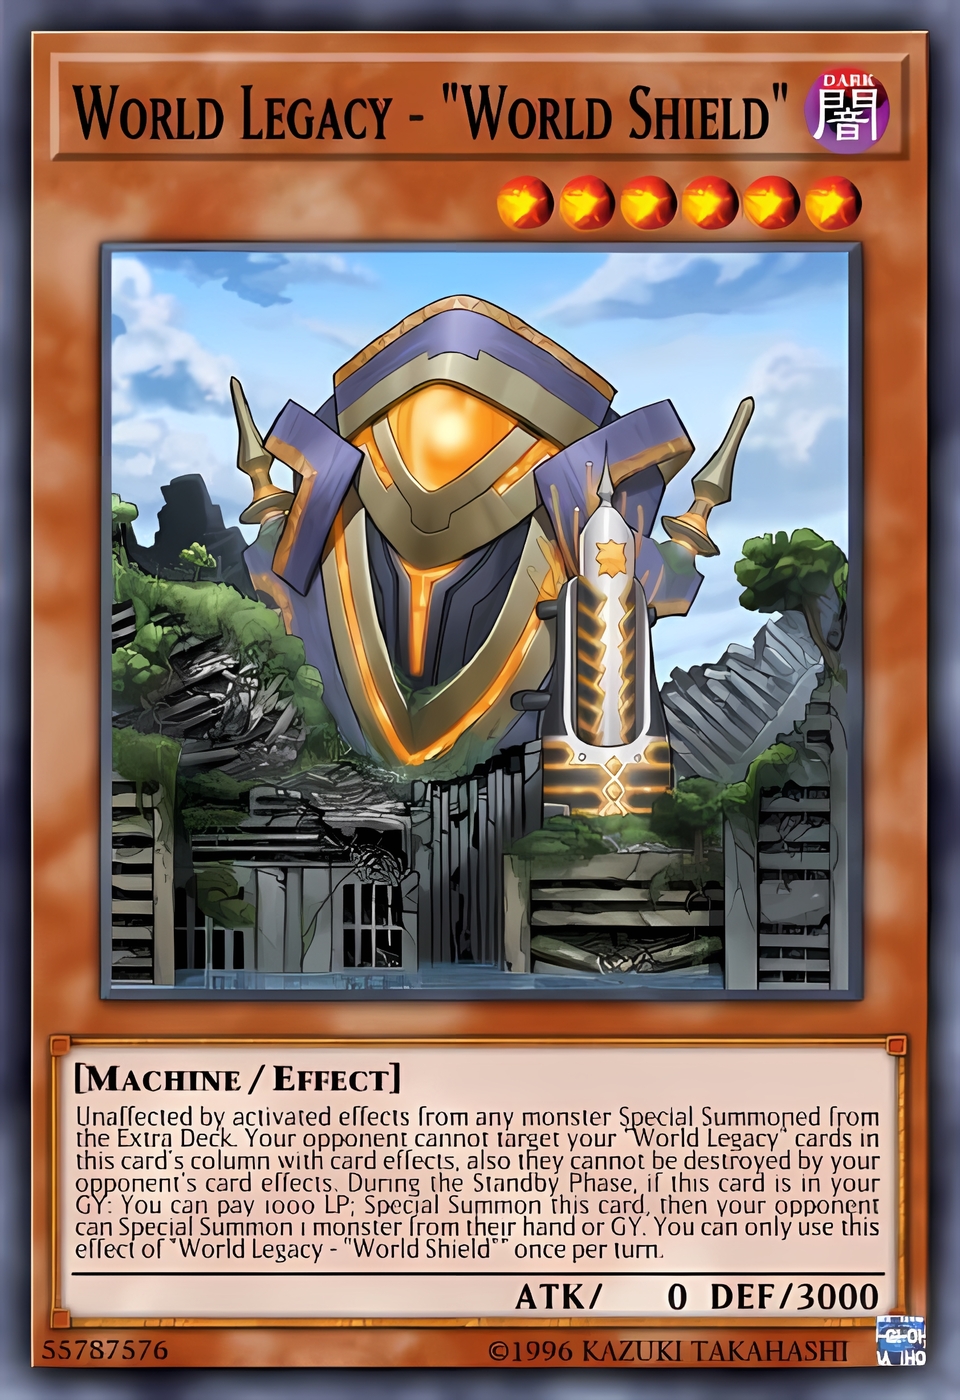 World Legacy - "World Shield"
DARK
闇
[Machine / Effect]
Unaffected by activated effects from any monster Special Summoned from
the Extra Deck. Your opponent cannot target your "World Legacy" cards in
this card's column with card effects, also they cannot be destroyed by your
opponent's card effects. During the Standby Phase, if this card is in your
GY: You can pay 1000 LP; Special Summon this card, then your opponent
can Special Summon 1 monster from their hand or GY. You can only use this
effect of "World Legacy - "World Shield"" once per turn.
ATK/ 0 DEF/3000
55787576 ©1996 KAZUKI TAKAHASHI